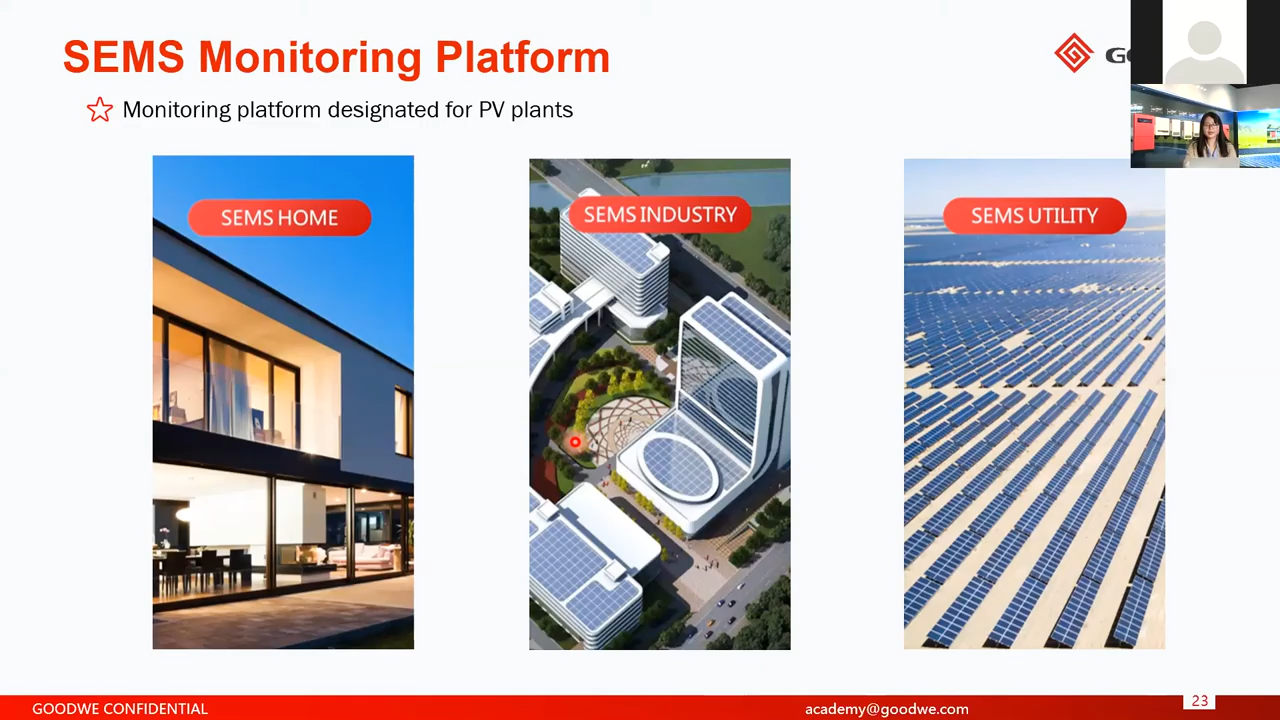 SEMS Monitoring Platform
Monitoring platform designated for PV plants
SEMS HOME
SEMS INDUSTRY
SEMS UTILITY
GOODWE CONFIDENTIAL
academy@goodwe.com
23